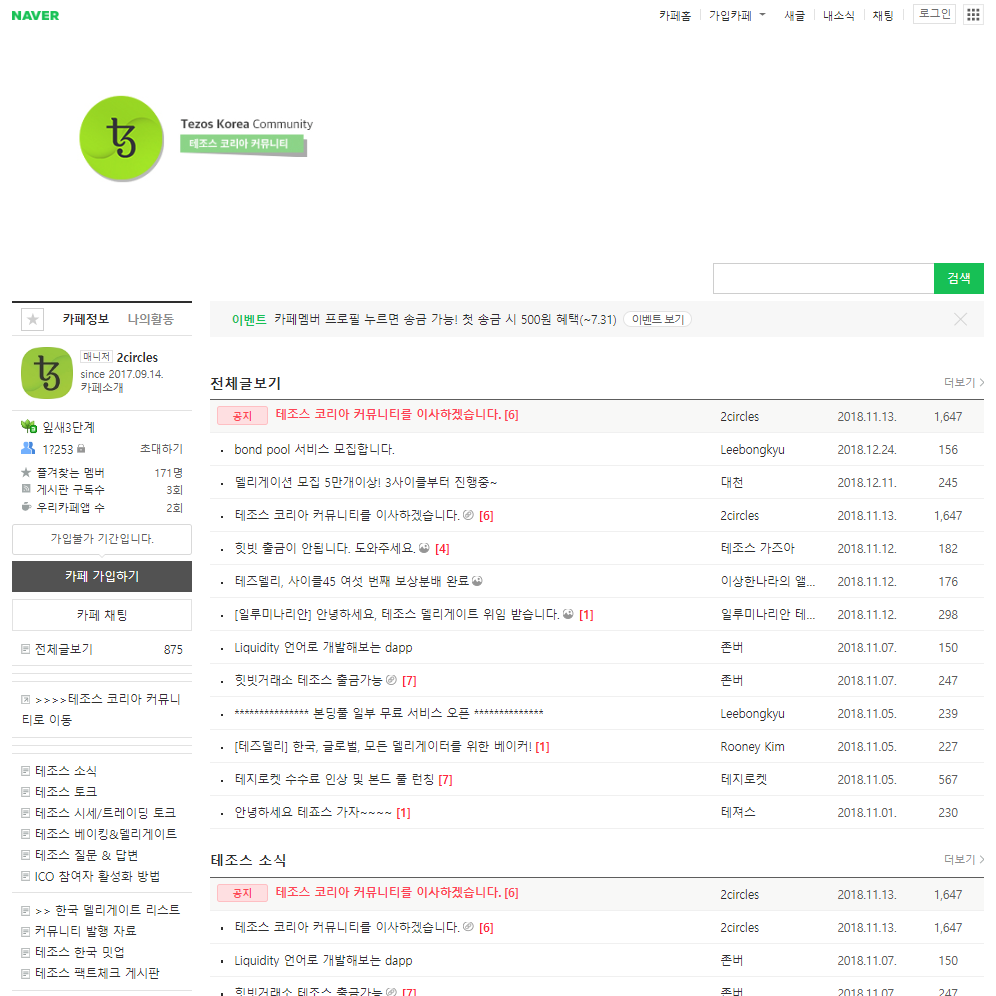 NAVER
카페홈 가입카페 새글 내소식 채팅 로그인
Tezos Korea Community
테조스 코리아 커뮤니티
검색
카페정보 나의활동
매니저 2circles
since 2017.09.14.
카페소개
잎새3단계
1?253 초대하기
즐겨찾는 멤버 171명
게시판 구독수 3회
우리카페앱 수 2회
가입불가 기간입니다.
카페 가입하기
카페 채팅
전체글보기 875
>>>>테조스 코리아 커뮤니
티로 이동
테조스 소식
테조스 토크
테조스 시세/트레이딩 토크
테조스 베이킹&델리게이트
테조스 질문 & 답변
ICO 참여자 활성화 방법
>> 한국 델리게이트 리스트
커뮤니티 발행 자료
테조스 한국 밋업
테조스 팩트체크 게시판
이벤트 카페멤버 프로필 누르면 송금 가능! 첫 송금 시 500원 혜택(~7.31) 이벤트 보기
전체글보기 더보기
공지 테조스 코리아 커뮤니티를 이사하겠습니다. [6] 2circles 2018.11.13. 1,647
bond pool 서비스 모집합니다. Leebongkyu 2018.12.24. 156
델리게이션 모집 5만개이상! 3사이클부터 진행중~ 대천 2018.12.11. 245
테조스 코리아 커뮤니티를 이사하겠습니다. [6] 2circles 2018.11.13. 1,647
힛빗 출금이 안됩니다. 도와주세요. [4] 테조스 가즈아 2018.11.12. 182
테즈델리, 사이클45 여섯 번째 보상분배 완료 이상한나라의 앨... 2018.11.12. 176
[일루미나리안] 안녕하세요, 테조스 델리게이트 위임 받습니다. [1] 일루미나리안 테... 2018.11.12. 298
Liquidity 언어로 개발해보는 dapp 존버 2018.11.07. 150
힛빗거래소 테조스 출금가능 [7] 존버 2018.11.07. 247
*************** 본딩풀 일부 무료 서비스 오픈 ************** Leebongkyu 2018.11.05. 239
[테즈델리] 한국, 글로벌, 모든 델리게이터를 위한 베이커! [1] Rooney Kim 2018.11.05. 227
테지로켓 수수료 인상 및 본드 풀 런칭 [7] 테지로켓 2018.11.05. 567
안녕하세요 테죠스 가자~~~~ [1] 테져스 2018.11.01. 230
테조스 소식 더보기
공지 테조스 코리아 커뮤니티를 이사하겠습니다. [6] 2circles 2018.11.13. 1,647
테조스 코리아 커뮤니티를 이사하겠습니다. [6] 2circles 2018.11.13. 1,647
Liquidity 언어로 개발해보는 dapp 존버 2018.11.07. 150
힛빗거래소 테조스 출금가능 [7] 존버 2018.11.07. 247